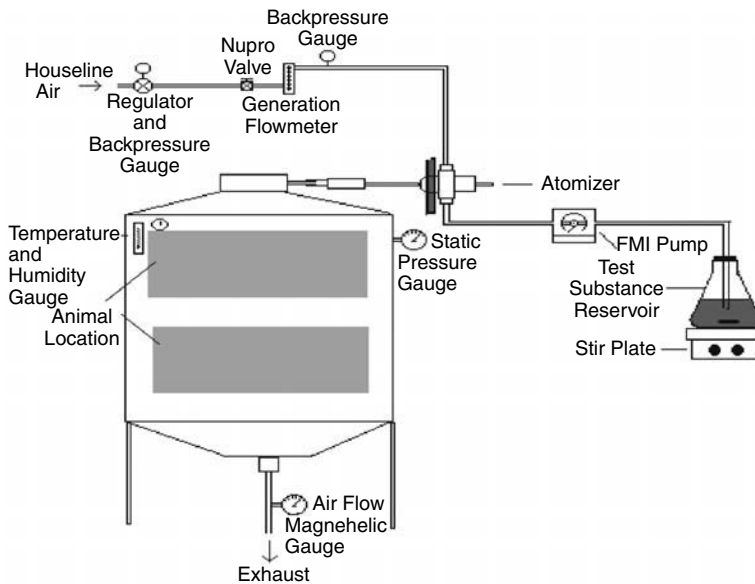 Backpressure
Gauge
Nupro
Valve
Houseline
Air
Regulator
and
Backpressure
Gauge
Generation
Flowmeter
Atomizer
Temperature
and
Humidity
Gauge
Static
Pressure
Gauge
FMI Pump
Test
Substance
Reservoir
Animal
Location
Stir Plate
Air Flow
Magnehelic
Gauge
Exhaust